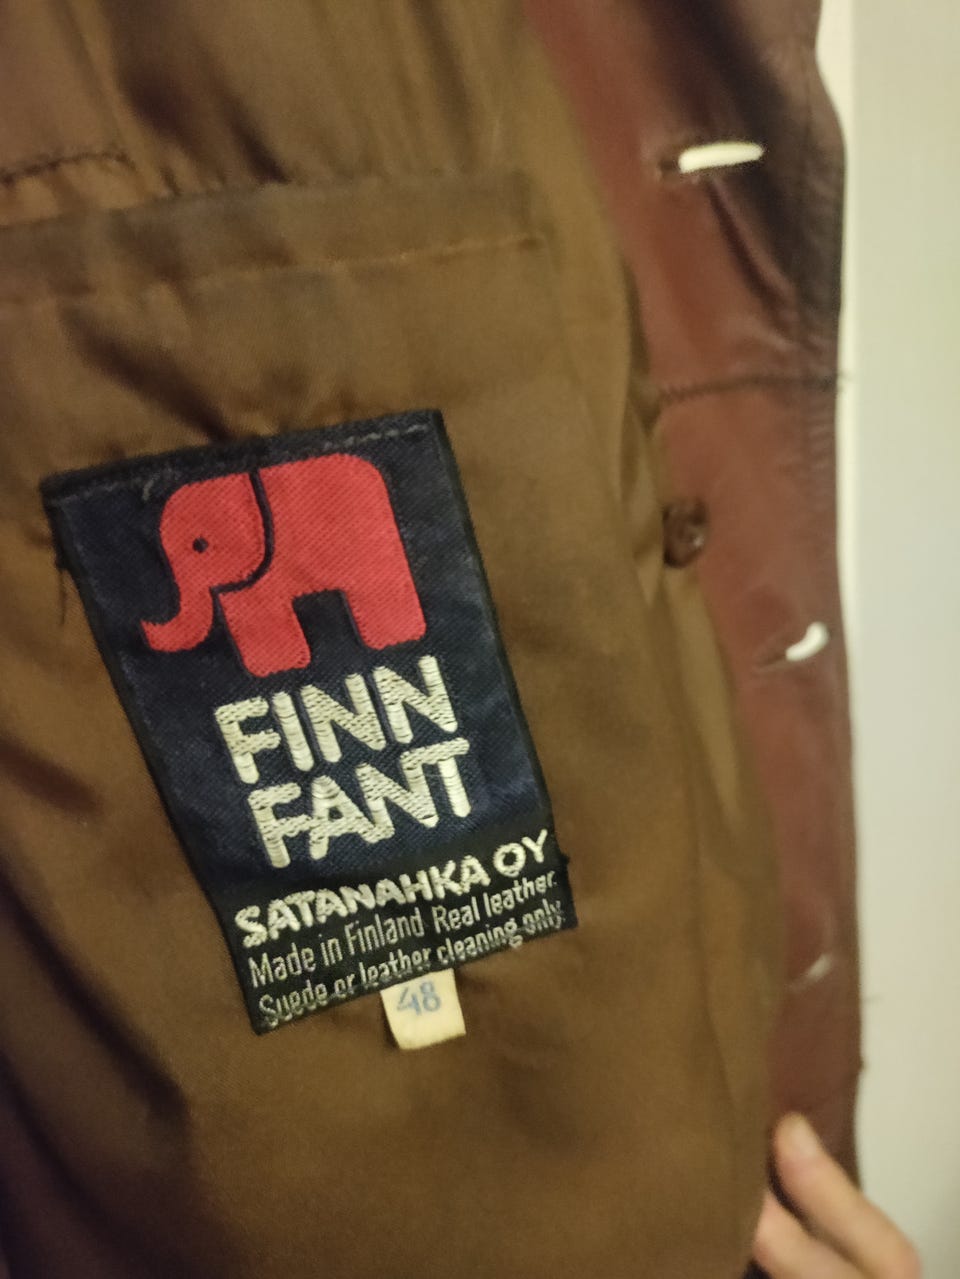 FINN
FANT
SATANAHKA OY
Made in Finland Real leather.
Suede or leather cleaning only.
48